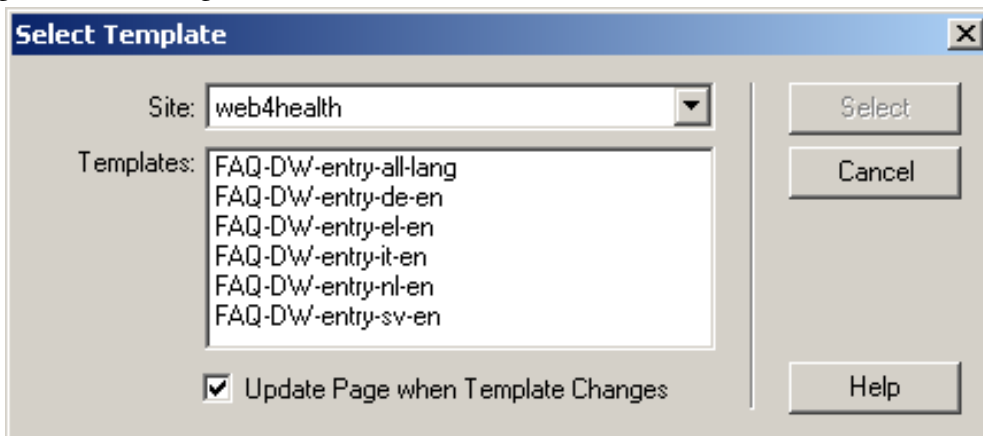 Select Template
Site: web4health
Select
Templates: FAQ-DW-entry-all-lang
Cancel
FAQ-DW-entry-de-en
FAQ-DW-entry-el-en
FAQ-DW-entry-it-en
FAQ-DW-entry-nl-en
FAQ-DW-entry-sv-en
Update Page when Template Changes
Help